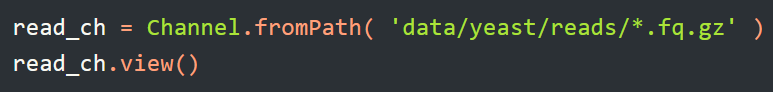 read_ch = Channel.fromPath( 'data/yeast/reads/*.fq.gz' )
read_ch.view()